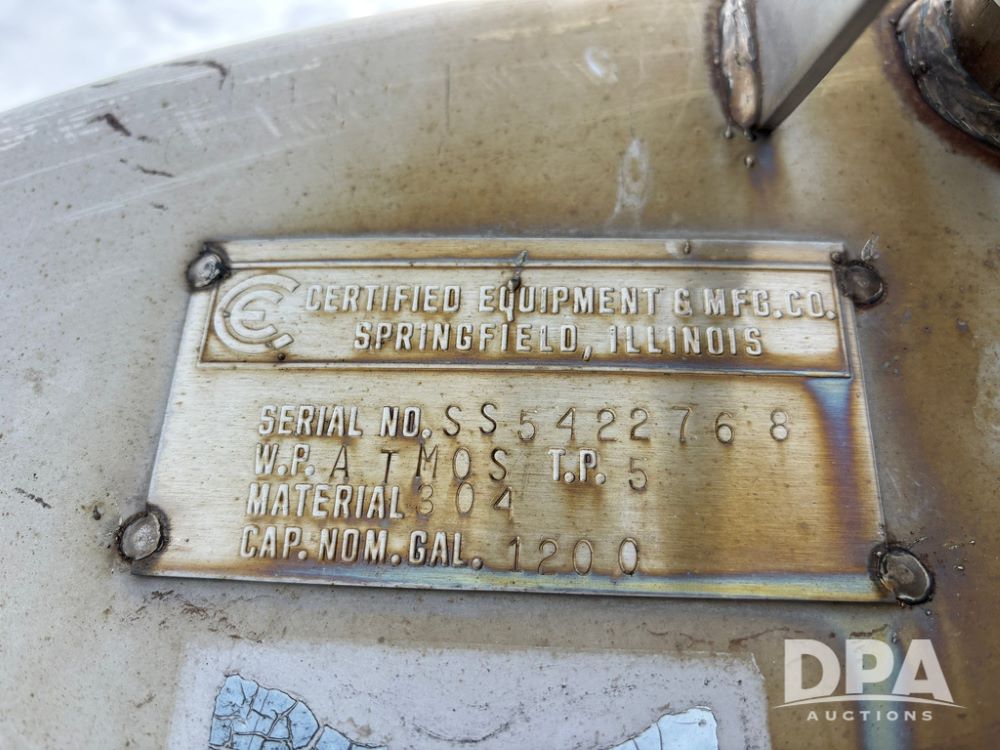 CEC CERTIFIED EQUIPMENT & MFG. CO.
SPRINGFIELD, ILLINOIS
SERIAL NO. SS5422768
W.P. ATMOS T.P. 5
MATERIAL 304
CAP. NOM. GAL. 1200
DPA
AUCTIONS